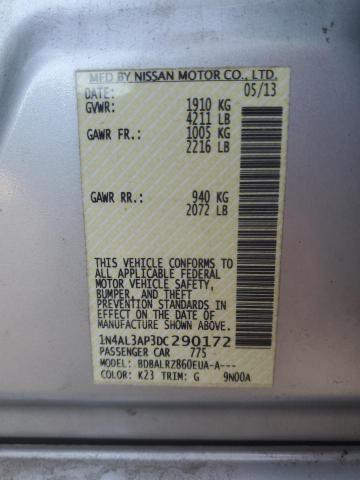 MFD BY NISSAN MOTOR CO., LTD.
DATE: 05/13
GVWR: 1910 KG
4211 LB
GAWR FR.: 1005 KG
2216 LB
GAWR RR.: 940 KG
2072 LB
THIS VEHICLE CONFORMS TO
ALL APPLICABLE FEDERAL
MOTOR VEHICLE SAFETY,
BUMPER, AND THEFT
PREVENTION STANDARDS IN
EFFECT ON THE DATE OF
MANUFACTURE SHOWN ABOVE.
1N4AL3AP3DC290172
PASSENGER CAR 775
MODEL: BDBALRZ860EUA-A---
COLOR: K23 TRIM: G 9N00A